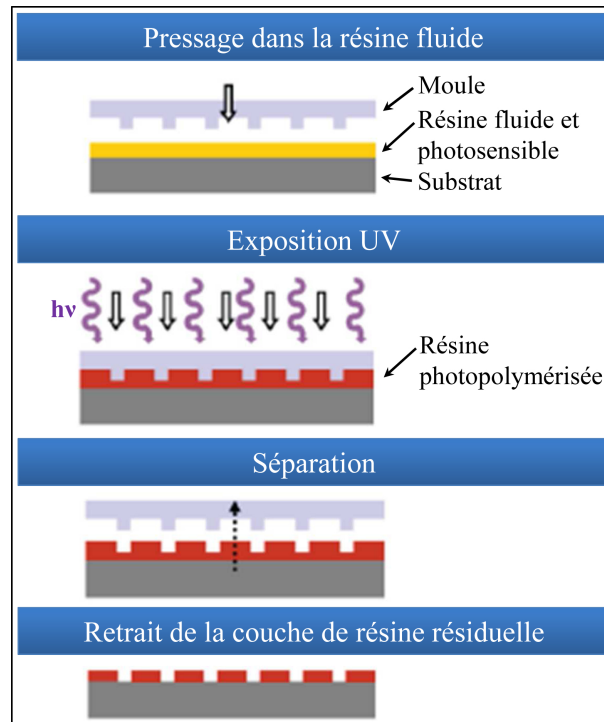 Pressage dans la résine fluide
Moule
Résine fluide et
photosensible
Substrat
Exposition UV
hν
Résine
photopolymérisée
Séparation
Retrait de la couche de résine résiduelle